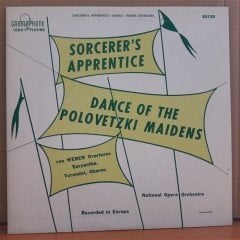 SORCERER'S APPRENTICE - DANCE - WEBER OVERTURES
20130
GRAMOPHONE
LONG PLAYING
SORCERER'S
APPRENTICE
DANCE OF THE
POLOVETZKI MAIDENS
von WEBER Overtures
Euryanthe,
Turandot, Oberon
National Opera Orchestra
Recorded in Europe